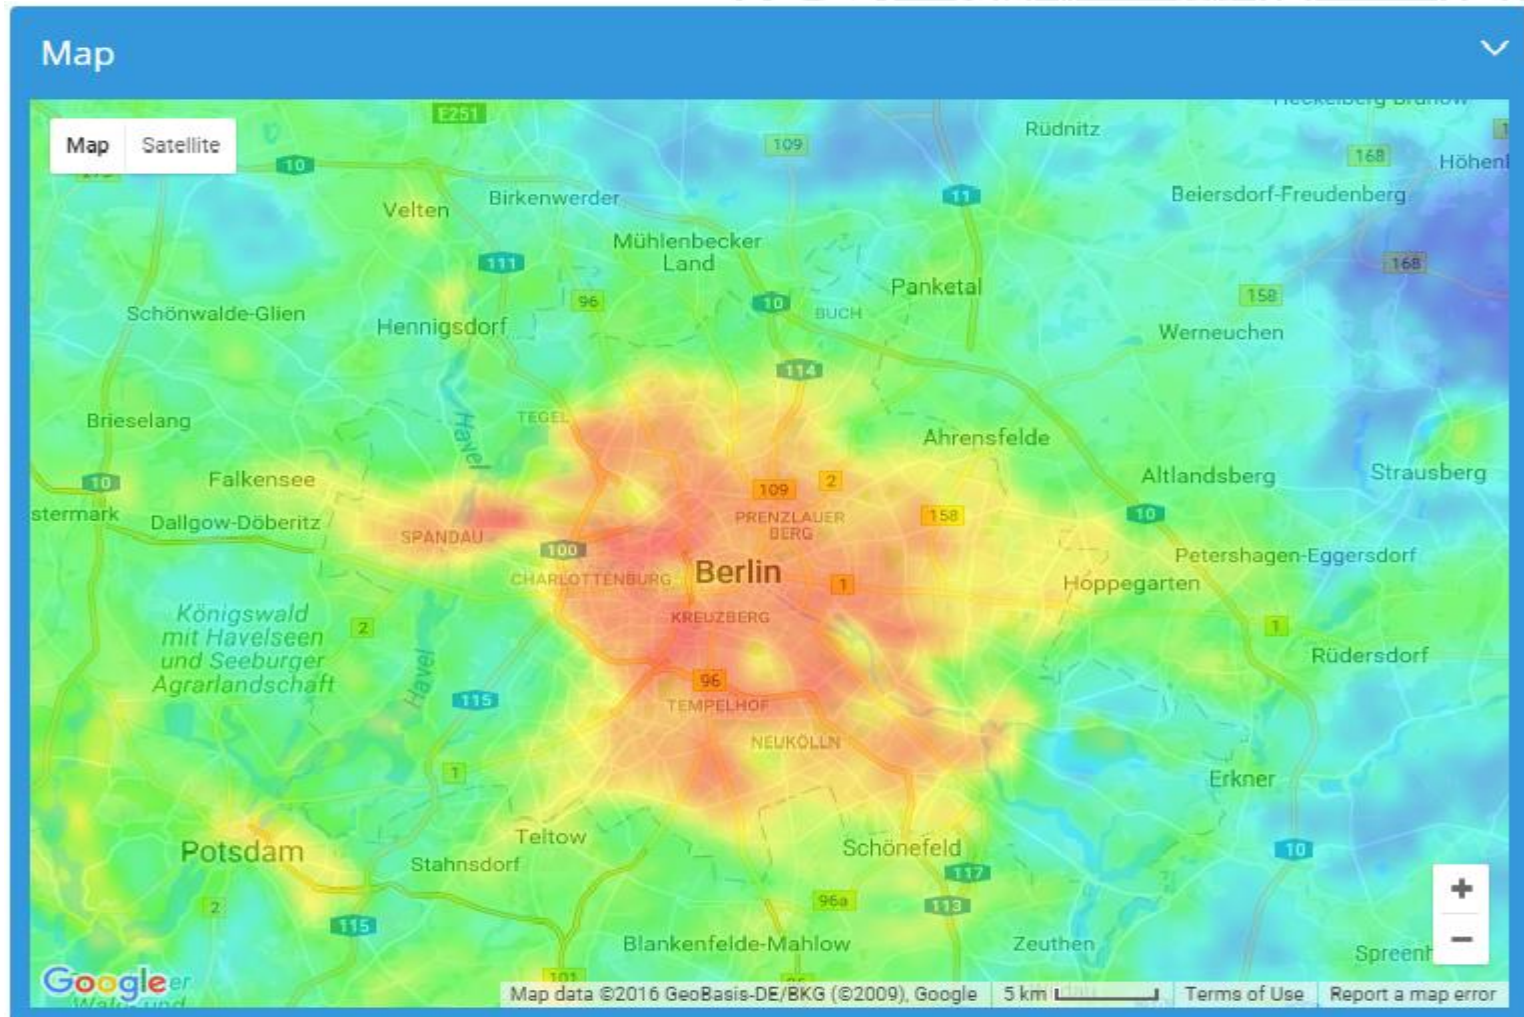 Map
Map Satellite
E251
10
109
Rüdnitz
168
11
Beiersdorf-Freudenberg
Velten
Birkenwerder
Mühlenbecker
Land
111
168
96
10
BUCH
Panketal
158
Schönwalde-Glien
Hennigsdorf
Werneuchen
114
Brieselang
TEGEL
Havel
Ahrensfelde
10
Falkensee
109
2
Altlandsberg
Strausberg
Dallgow-Döberitz
SPANDAU
PRENZLAUER
BERG
158
10
100
CHARLOTTENBURG
Berlin
1
Petershagen-Eggersdorf
Hoppegarten
KREUZBERG
Königswald
mit Havelseen
und Seeburger
Agrarlandschaft
2
1
Havel
Rüdersdorf
115
96
TEMPELHOF
NEUKÖLLN
1
Erkner
Potsdam
Teltow
Stahnsdorf
Schönefeld
10
117
2
115
96a
113
Blankenfelde-Mahlow
Zeuthen
101
Google
Map data ©2016 GeoBasis-DE/BKG (©2009), Google 5 km Terms of Use Report a map error